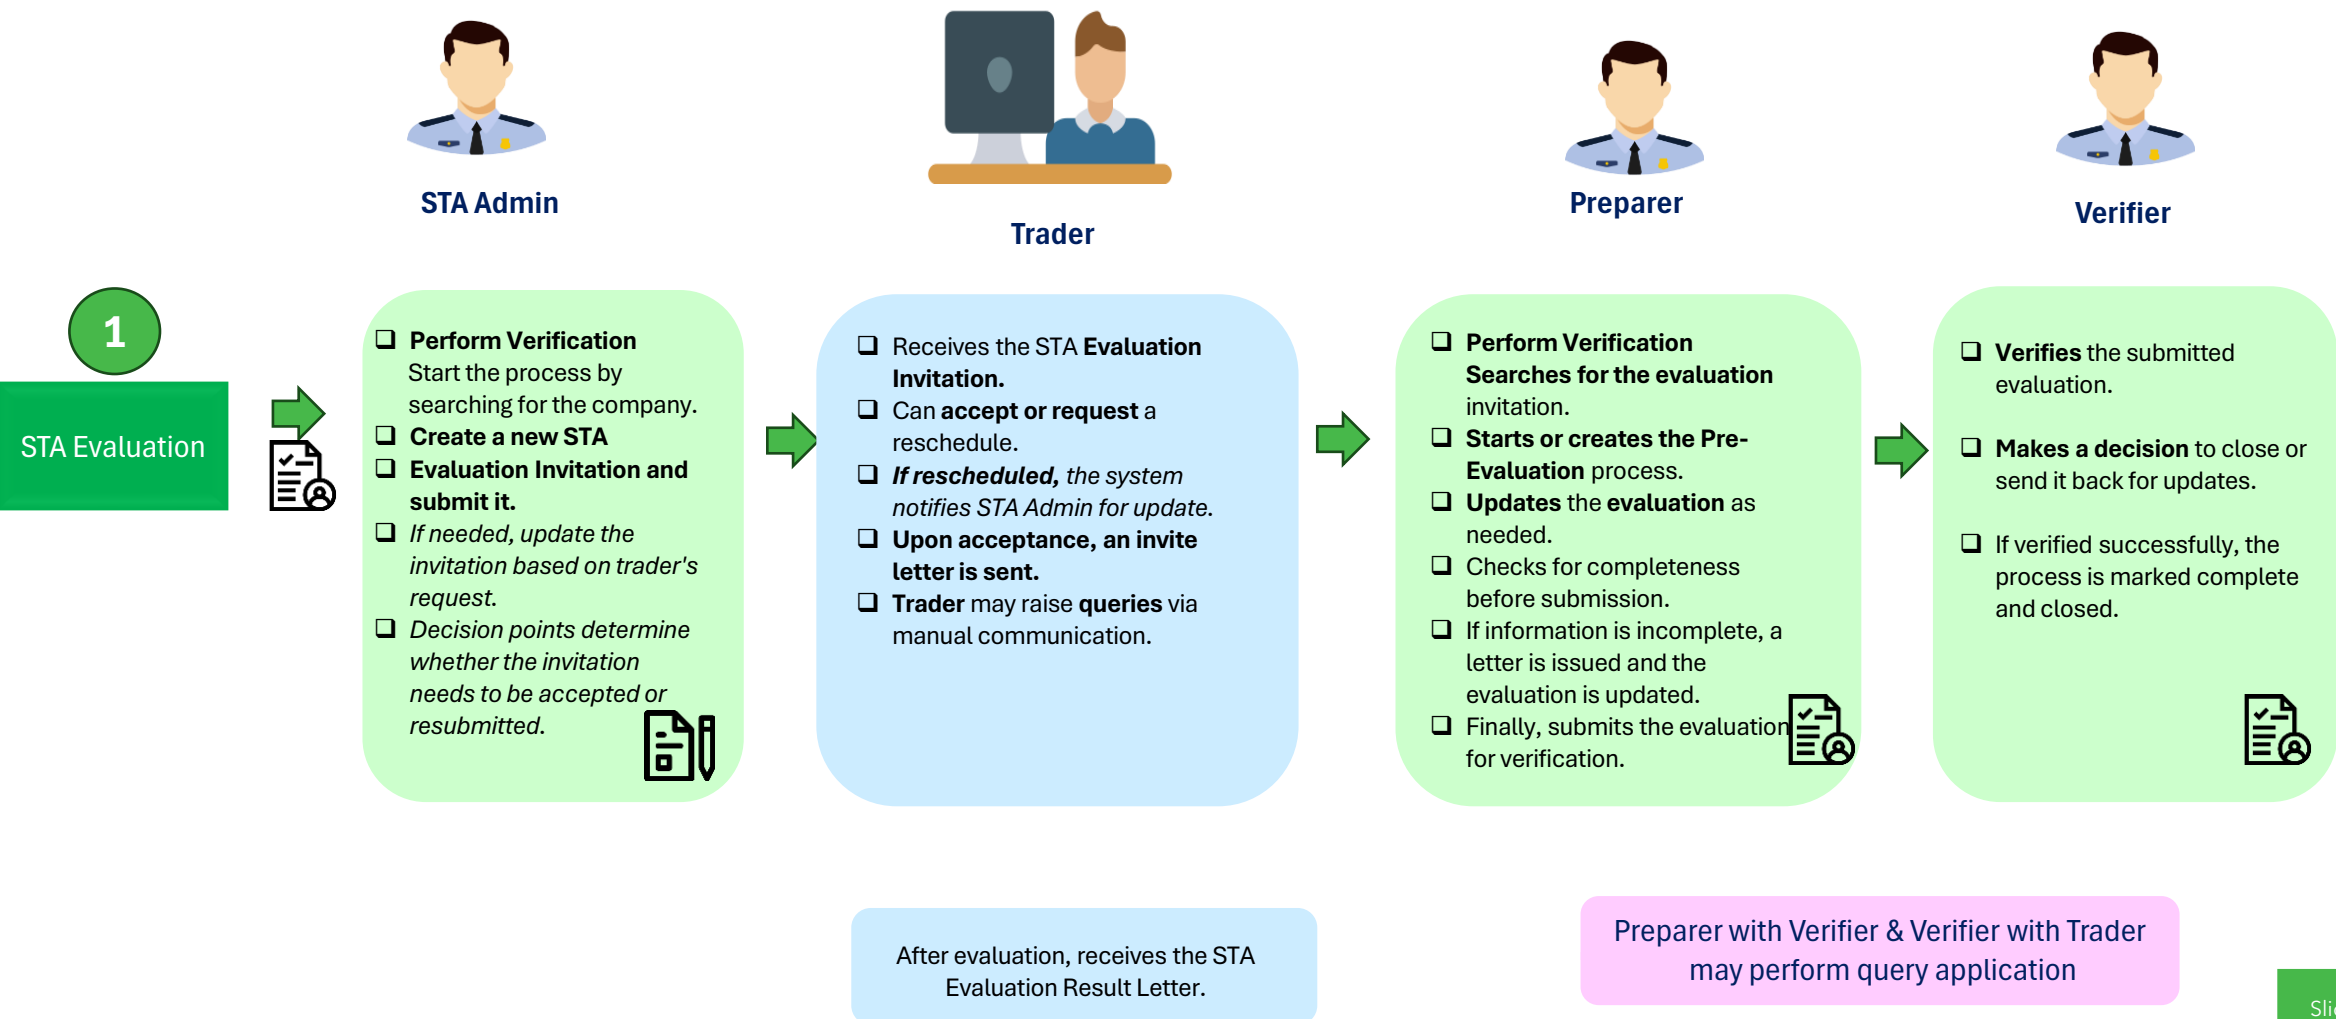 STA Admin
Trader
Preparer
Verifier
1
STA Evaluation
Perform Verification
Start the process by
searching for the company.
Create a new STA
Evaluation Invitation and
submit it.
If needed, update the
invitation based on trader's
request.
Decision points determine
whether the invitation
needs to be accepted or
resubmitted.
Receives the STA Evaluation
Invitation.
Can accept or request a
reschedule.
If rescheduled, the system
notifies STA Admin for update.
Upon acceptance, an invite
letter is sent.
Trader may raise queries via
manual communication.
Perform Verification
Searches for the evaluation
invitation.
Starts or creates the Pre-
Evaluation process.
Updates the evaluation as
needed.
Checks for completeness
before submission.
If information is incomplete, a
letter is issued and the
evaluation is updated.
Finally, submits the evaluation
for verification.
Verifies the submitted
evaluation.
Makes a decision to close or
send it back for updates.
If verified successfully, the
process is marked complete
and closed.
After evaluation, receives the STA
Evaluation Result Letter.
Preparer with Verifier & Verifier with Trader
may perform query application